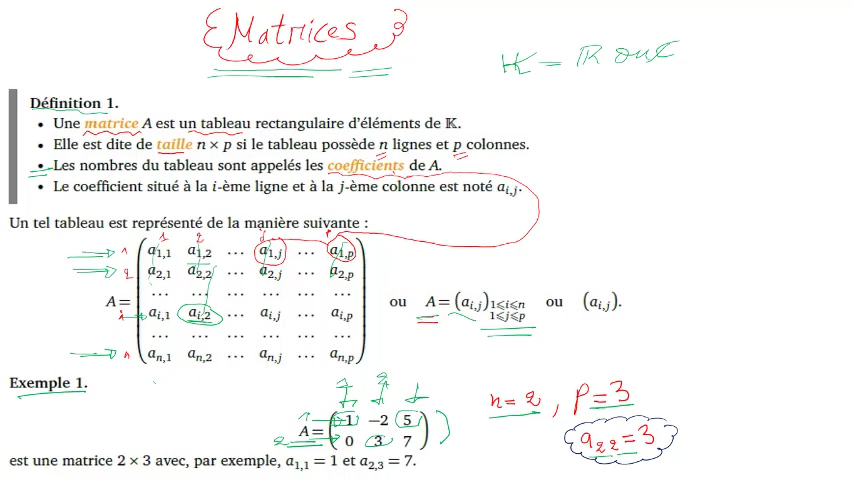 Matrices
𝕂 = ℝ ou ℂ
Définition 1.
• Une matrice A est un tableau rectangulaire d'éléments de 𝕂.
• Elle est dite de taille n × p si le tableau possède n lignes et p colonnes.
• Les nombres du tableau sont appelés les coefficients de A.
• Le coefficient situé à la i-ème ligne et à la j-ème colonne est noté a_{i,j}.
Un tel tableau est représenté de la manière suivante :
1 2 j p
1 a_{1,1} a_{1,2} … a_{1,j} … a_{1,p}
2 a_{2,1} a_{2,2} … a_{2,j} … a_{2,p}
A = … … … … … … ou A = (a_{i,j})_{1⩽i⩽n 1⩽j⩽p} ou (a_{i,j}).
i a_{i,1} a_{i,2} … a_{i,j} … a_{i,p}
… … … … … …
n a_{n,1} a_{n,2} … a_{n,j} … a_{n,p}
Exemple 1.
n = 2 , P = 3
1 1 −2 5
A =
2 0 3 7
a_{22} = 3
est une matrice 2 × 3 avec, par exemple, a_{1,1} = 1 et a_{2,3} = 7.